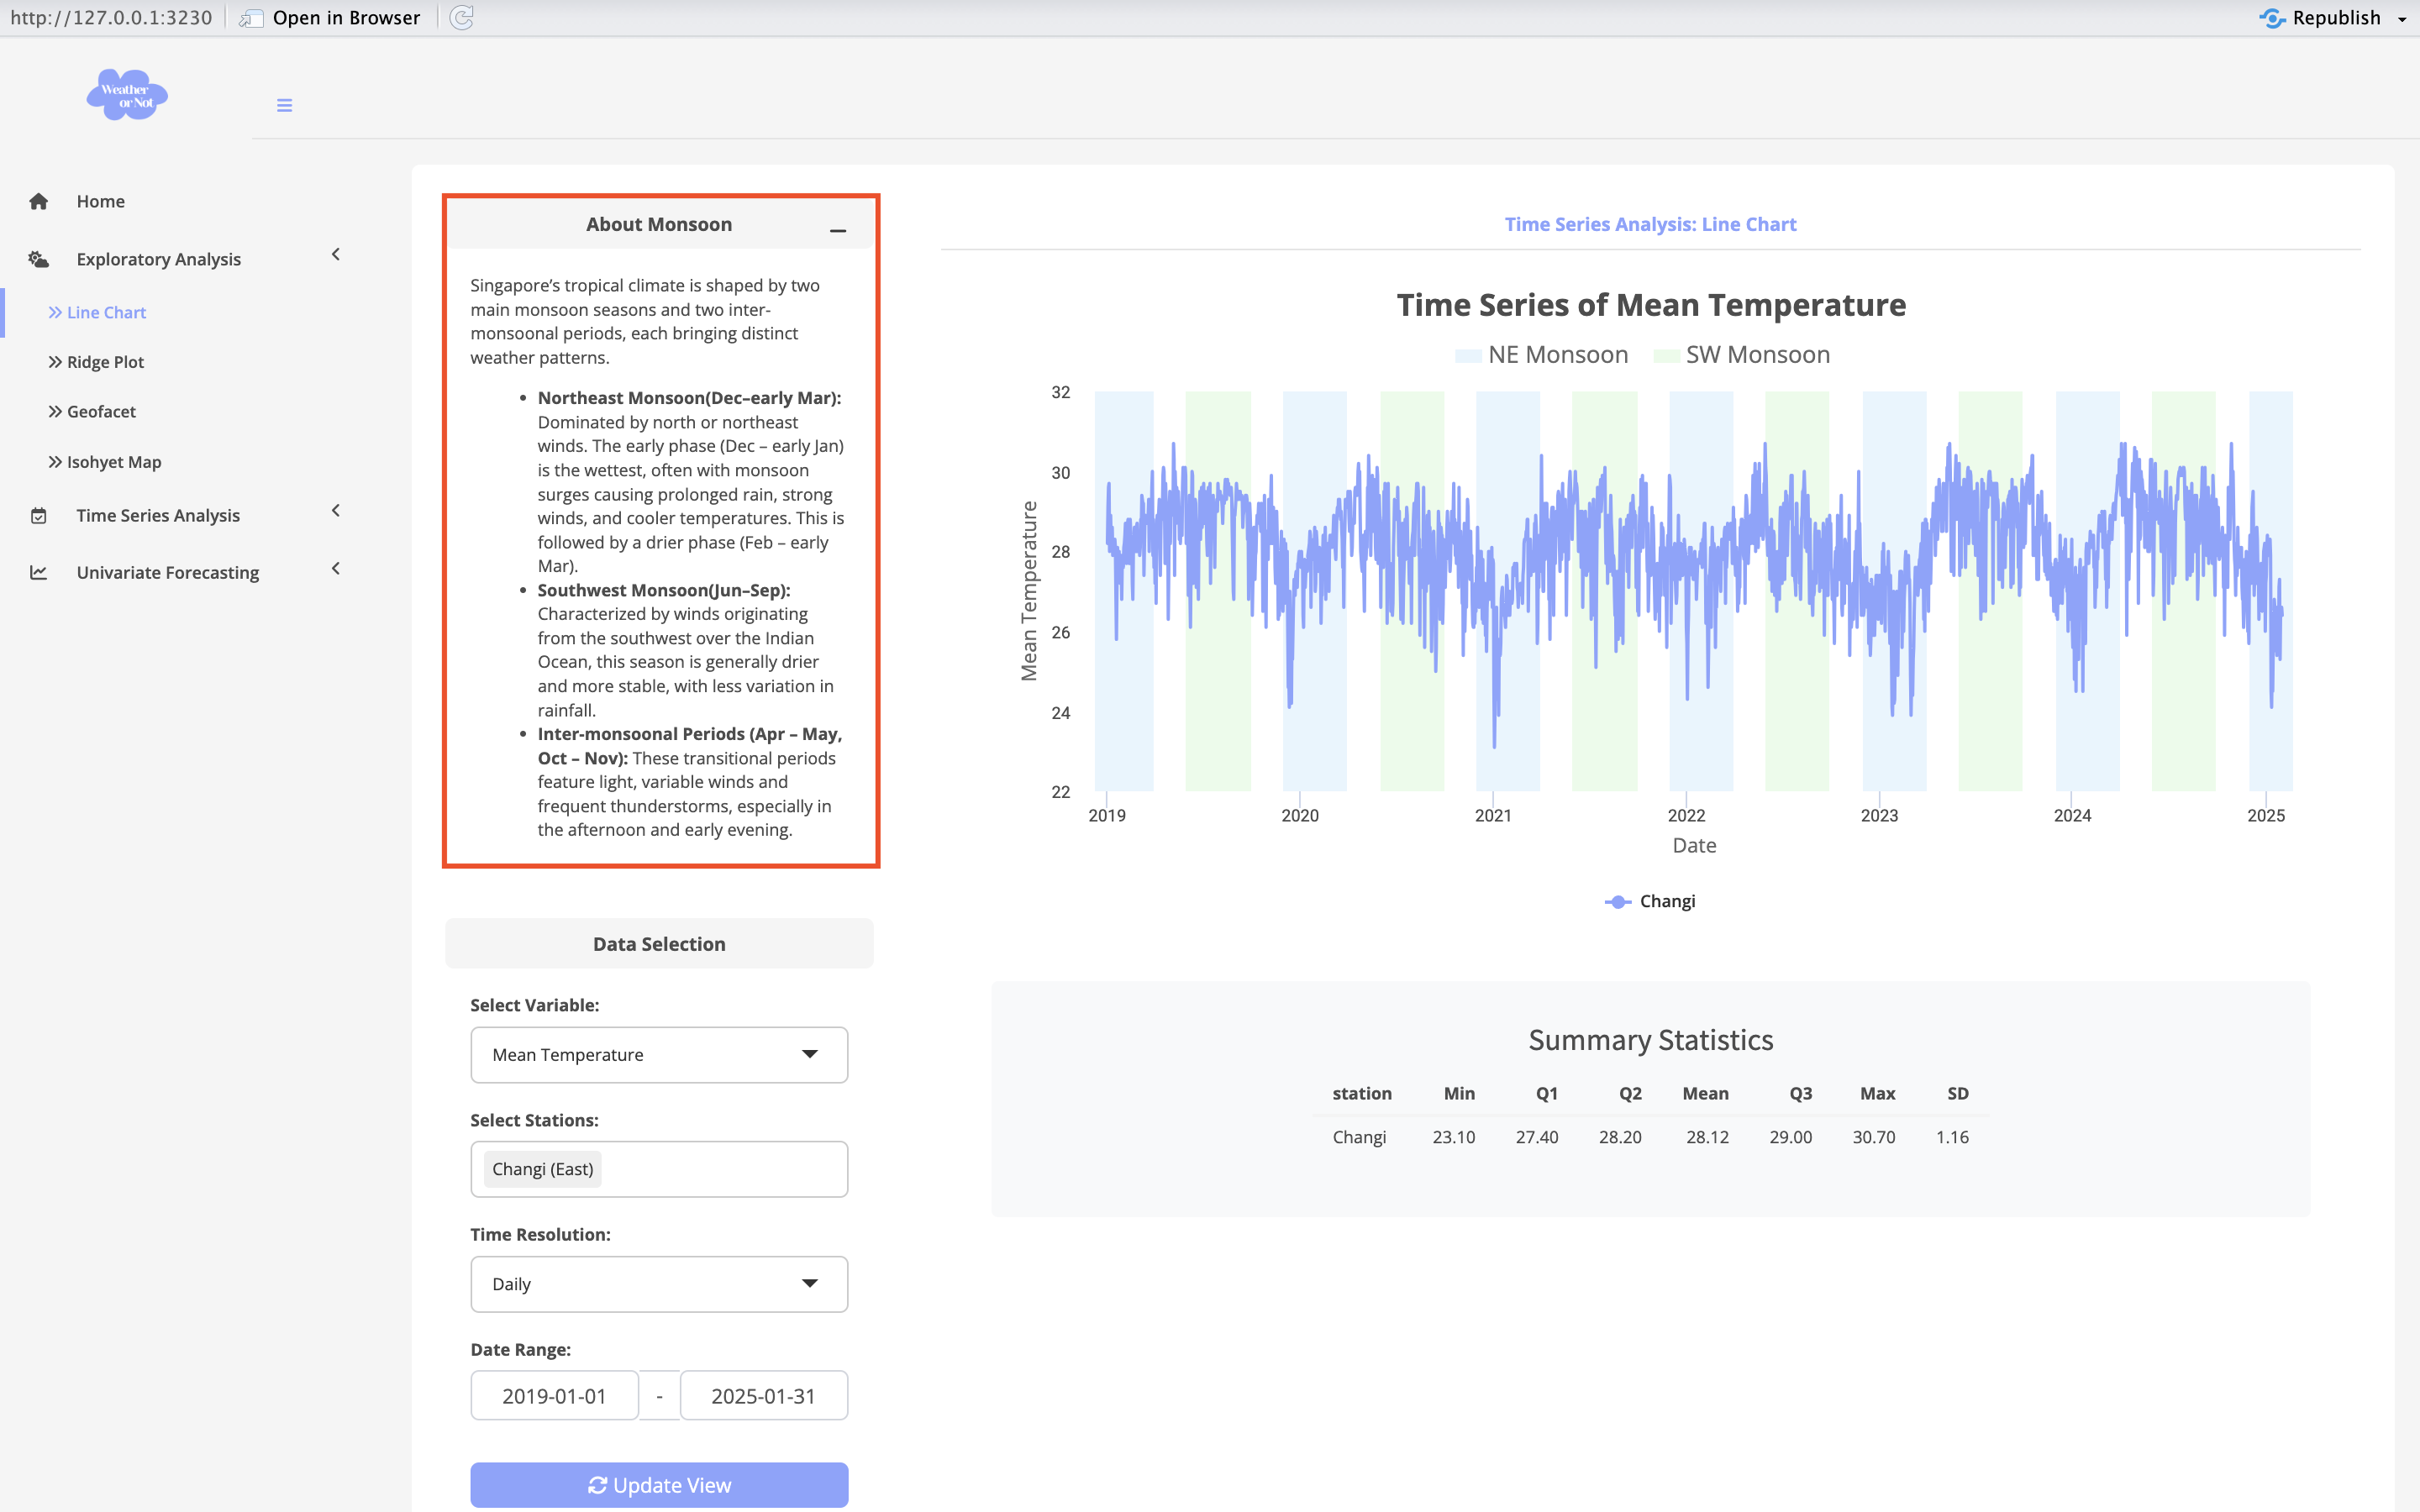 http://127.0.0.1:3230
Open in Browser
Republish
Weather
or Not
Home
Exploratory Analysis
Line Chart
Ridge Plot
Geofacet
Isohyet Map
Time Series Analysis
Univariate Forecasting
About Monsoon
Singapore’s tropical climate is shaped by two
main monsoon seasons and two inter-
monsoonal periods, each bringing distinct
weather patterns.
• Northeast Monsoon(Dec–early Mar):
Dominated by north or northeast
winds. The early phase (Dec – early Jan)
is the wettest, often with monsoon
surges causing prolonged rain, strong
winds, and cooler temperatures. This is
followed by a drier phase (Feb – early
Mar).
• Southwest Monsoon(Jun–Sep):
Characterized by winds originating
from the southwest over the Indian
Ocean, this season is generally drier
and more stable, with less variation in
rainfall.
• Inter-monsoonal Periods (Apr – May,
Oct – Nov): These transitional periods
feature light, variable winds and
frequent thunderstorms, especially in
the afternoon and early evening.
Data Selection
Select Variable:
Mean Temperature
Select Stations:
Changi (East)
Time Resolution:
Daily
Date Range:
2019-01-01 - 2025-01-31
Update View
Time Series Analysis: Line Chart
Time Series of Mean Temperature
NE Monsoon SW Monsoon
Mean Temperature
32
30
28
26
24
22
2019 2020 2021 2022 2023 2024 2025
Date
Changi
Summary Statistics
station Min Q1 Q2 Mean Q3 Max SD
Changi 23.10 27.40 28.20 28.12 29.00 30.70 1.16